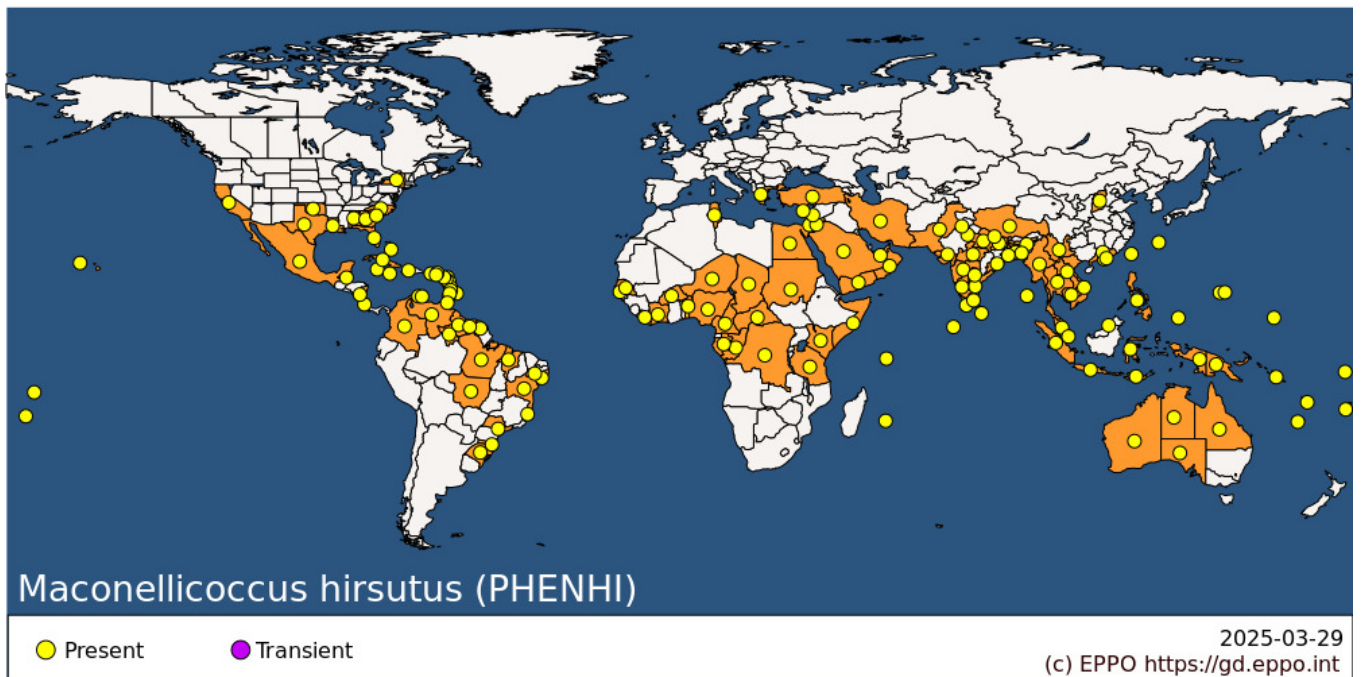 Maconellicoccus hirsutus (PHENHI)
Present
Transient
2025-03-29
(c) EPPO https://gd.eppo.int